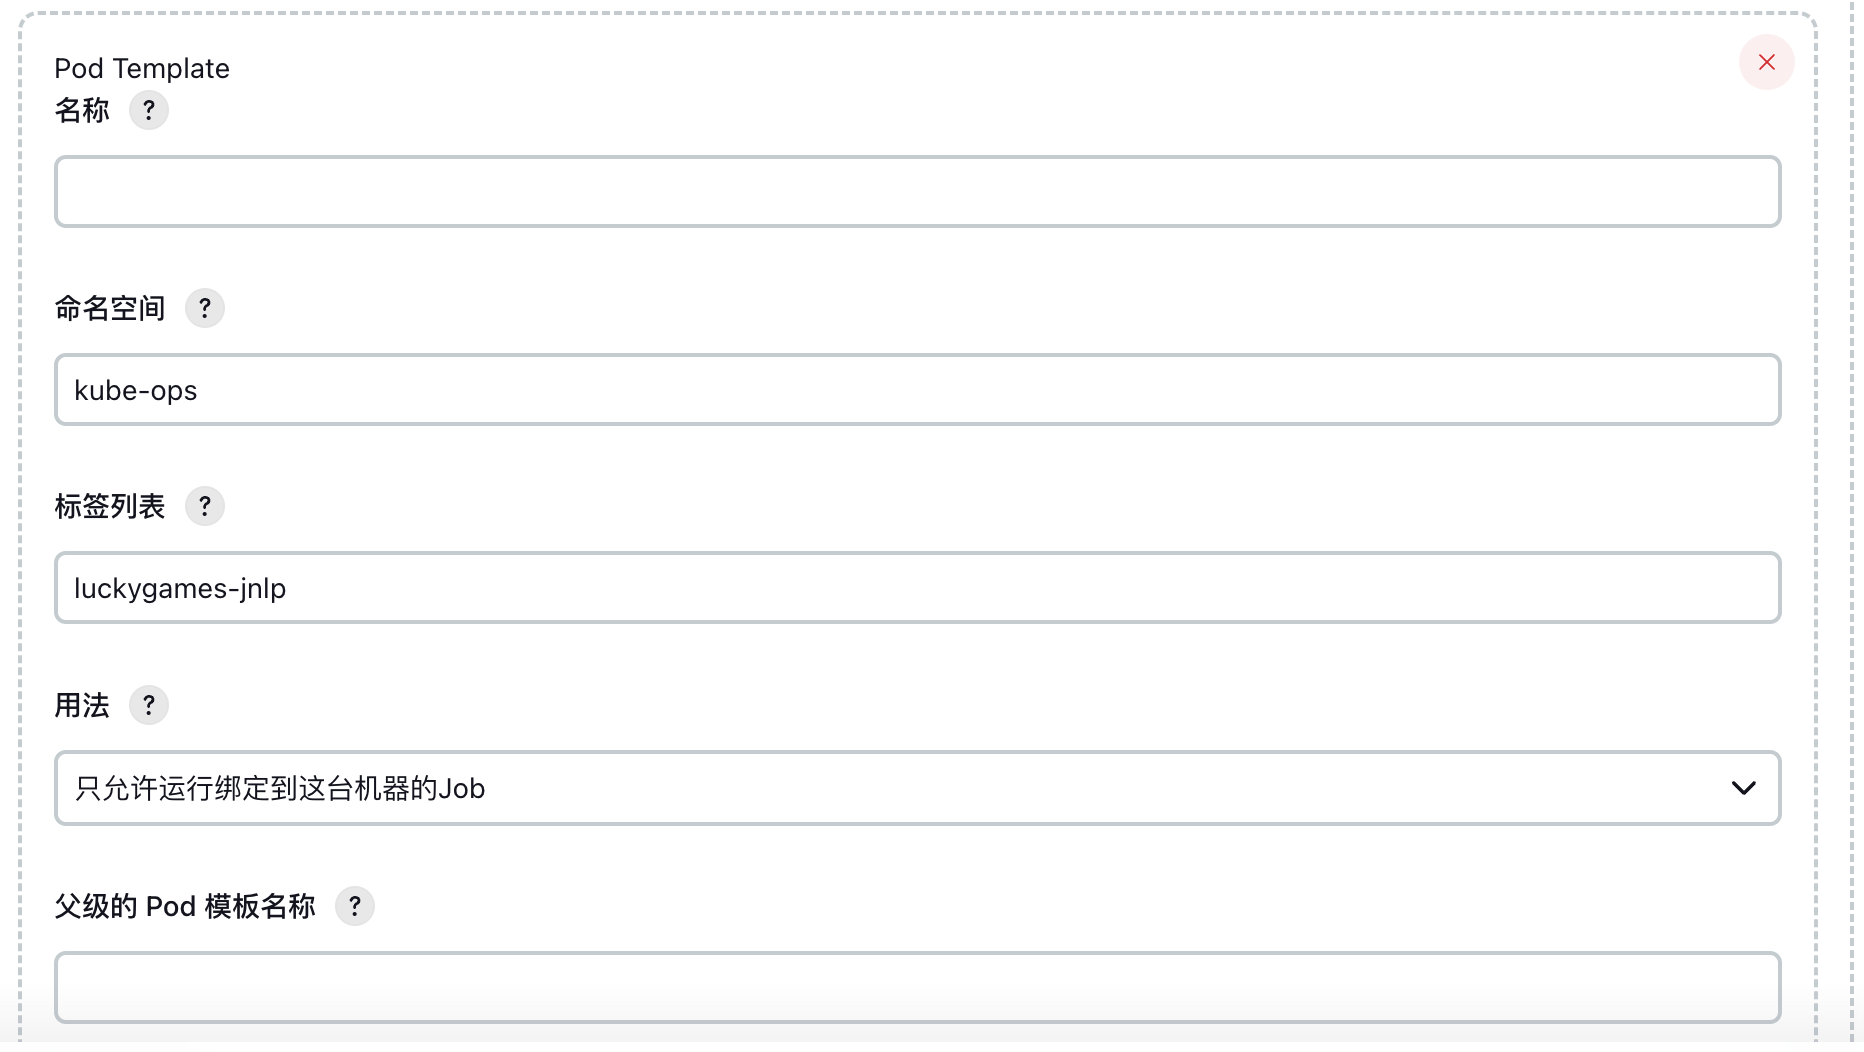 Pod Template
名称 ?
命名空间 ?
kube-ops
标签列表 ?
luckygames-jnlp
用法 ?
只允许运行绑定到这台机器的Job
父级的 Pod 模板名称 ?